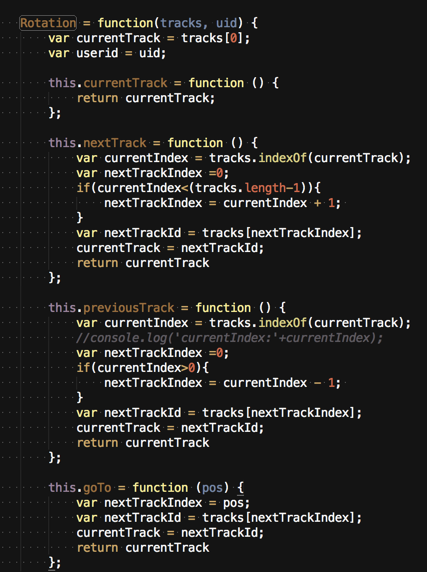 Rotation = function(tracks, uid) {
    var currentTrack = tracks[0];
    var userid = uid;

    this.currentTrack = function () {
        return currentTrack;
    };

    this.nextTrack = function () {
        var currentIndex = tracks.indexOf(currentTrack);
        var nextTrackIndex =0;
        if(currentIndex<(tracks.length-1)){
            nextTrackIndex = currentIndex + 1;
        }
        var nextTrackId = tracks[nextTrackIndex];
        currentTrack = nextTrackId;
        return currentTrack
    };

    this.previousTrack = function () {
        var currentIndex = tracks.indexOf(currentTrack);
        //console.log('currentIndex:'+currentIndex);
        var nextTrackIndex =0;
        if(currentIndex>0){
            nextTrackIndex = currentIndex - 1;
        }
        var nextTrackId = tracks[nextTrackIndex];
        currentTrack = nextTrackId;
        return currentTrack
    };

    this.goTo = function (pos) {
        var nextTrackIndex = pos;
        var nextTrackId = tracks[nextTrackIndex];
        currentTrack = nextTrackId;
        return currentTrack
    };